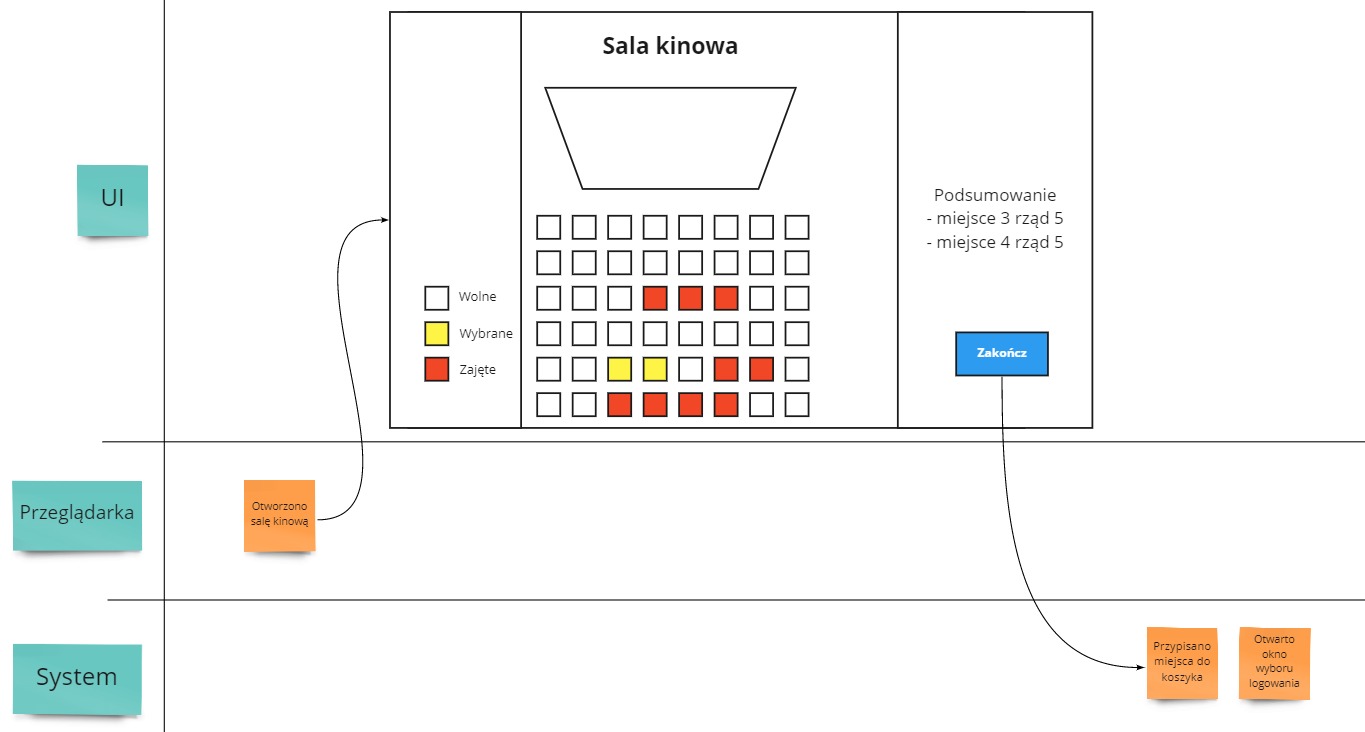 Sala kinowa
UI
Podsumowanie
- miejsce 3 rząd 5
- miejsce 4 rząd 5
Wolne
Wybrane
Zajęte
Zakończ
Przeglądarka
Otworzono
salę kinową
System
Przypisano
miejsca do
koszyka
Otwarto
okno
wyboru
logowania